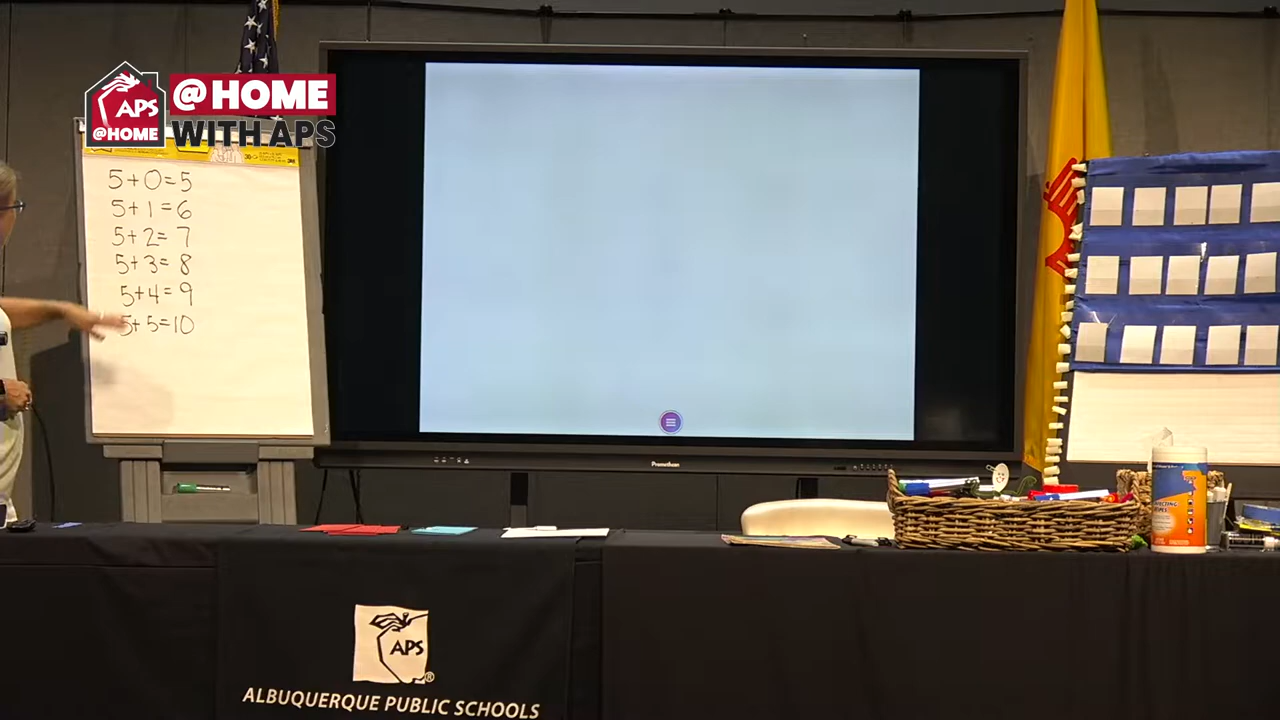 @HOME
WITH APS
APS
@HOME
5+0=5
5+1=6
5+2=7
5+3=8
5+4=9
5+5=10
Promethean
APS
ALBUQUERQUE PUBLIC SCHOOLS